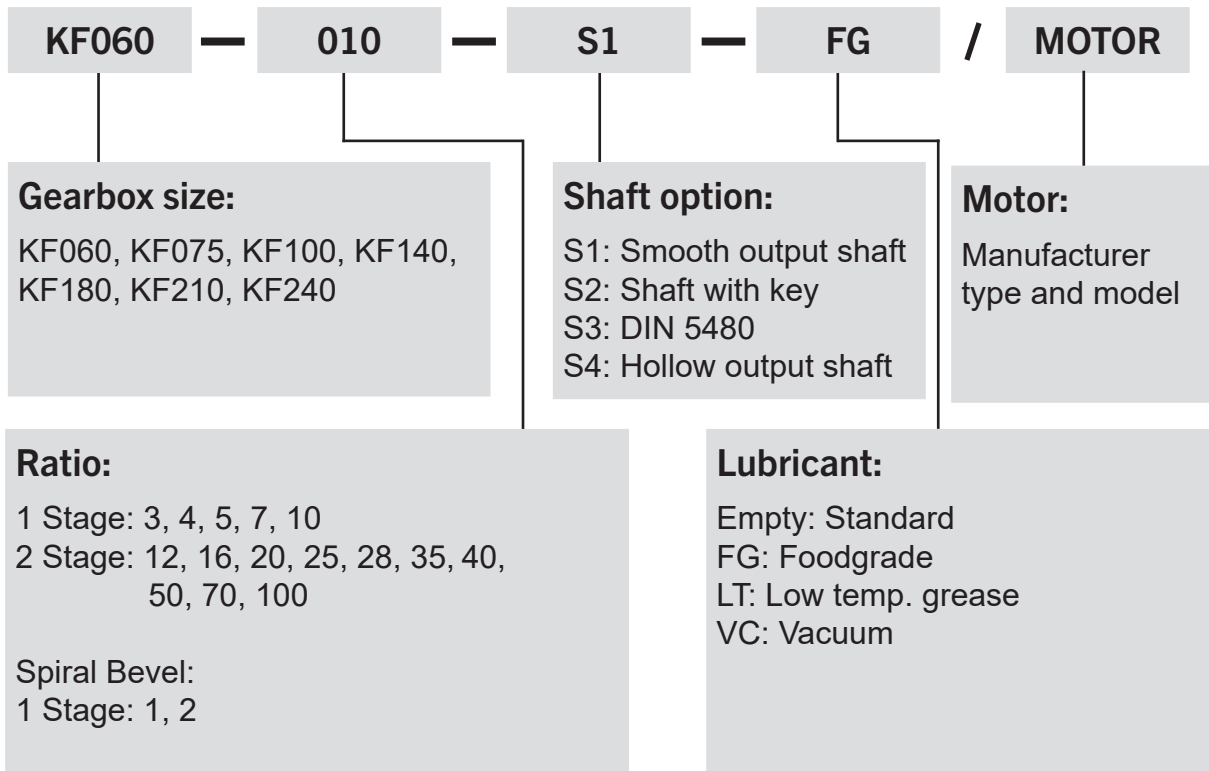 KF060 — 010 — S1 — FG / MOTOR
Gearbox size:
KF060, KF075, KF100, KF140,
KF180, KF210, KF240
Shaft option:
S1: Smooth output shaft
S2: Shaft with key
S3: DIN 5480
S4: Hollow output shaft
Motor:
Manufacturer
type and model
Ratio:
1 Stage: 3, 4, 5, 7, 10
2 Stage: 12, 16, 20, 25, 28, 35, 40,
50, 70, 100
Spiral Bevel:
1 Stage: 1, 2
Lubricant:
Empty: Standard
FG: Foodgrade
LT: Low temp. grease
VC: Vacuum